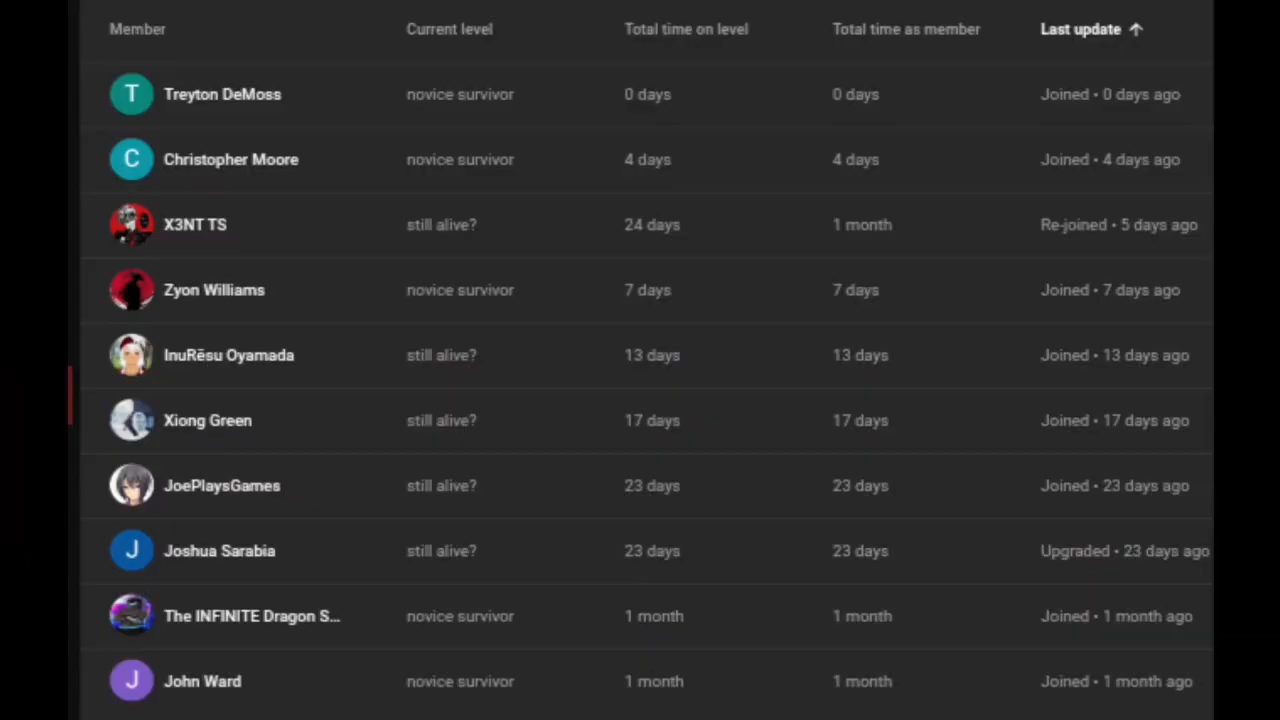 Member Current level Total time on level Total time as member Last update ↑
T Treyton DeMoss novice survivor 0 days 0 days Joined • 0 days ago
C Christopher Moore novice survivor 4 days 4 days Joined • 4 days ago
X3NT TS still alive? 24 days 1 month Re-joined • 5 days ago
Zyon Williams novice survivor 7 days 7 days Joined • 7 days ago
InuRēsu Oyamada still alive? 13 days 13 days Joined • 13 days ago
Xiong Green still alive? 17 days 17 days Joined • 17 days ago
JoePlaysGames still alive? 23 days 23 days Joined • 23 days ago
J Joshua Sarabia still alive? 23 days 23 days Upgraded • 23 days ago
The INFINITE Dragon S... novice survivor 1 month 1 month Joined • 1 month ago
J John Ward novice survivor 1 month 1 month Joined • 1 month ago